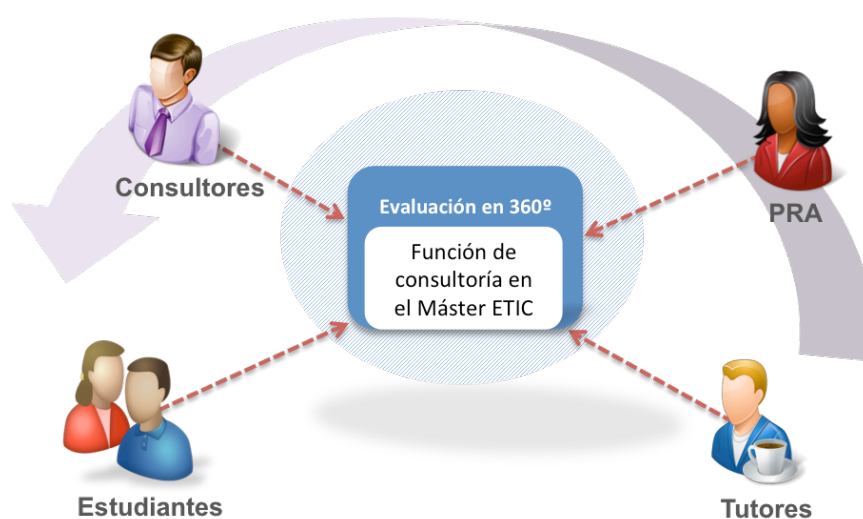 Consultores
PRA
Evaluación en 360º
Función de
consultoría en
el Máster ETIC
Estudiantes
Tutores